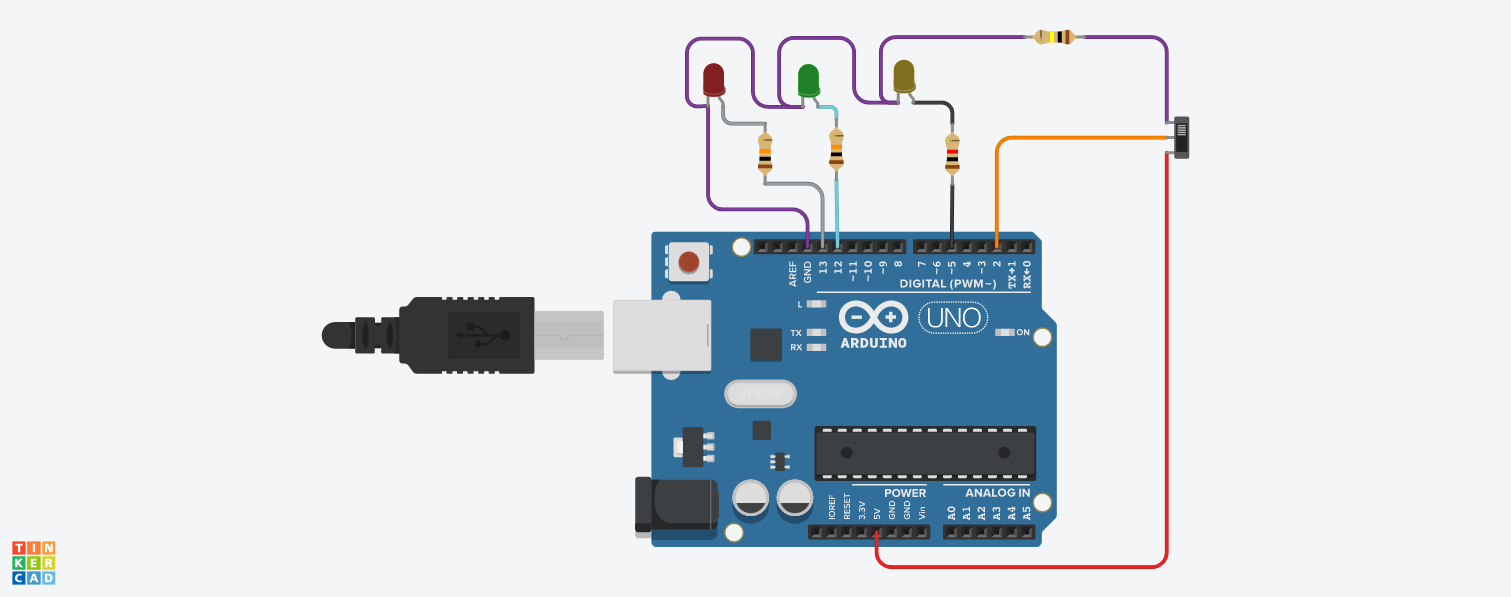 AREF
GND
13
12
~11
~10
~9
8
7
~6
~5
4
~3
2
TX→1
RX←0
DIGITAL (PWM~)
L
TX
RX
ARDUINO
UNO
ON
POWER
ANALOG IN
IOREF
RESET
3.3V
5V
GND
GND
Vin
A0
A1
A2
A3
A4
A5
TIN
KER
CAD